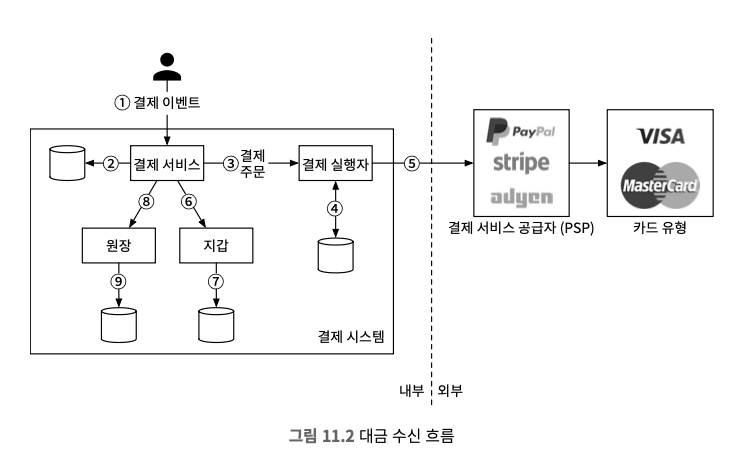 ① 결제 이벤트
②
결제 서비스
③ 결제
주문
결제 실행자
⑤
④
⑧
⑥
원장
지갑
⑨
⑦
결제 시스템
PayPal
stripe
adyen
결제 서비스 공급자 (PSP)
VISA
MasterCard
카드 유형
내부
외부
그림 11.2 대금 수신 흐름